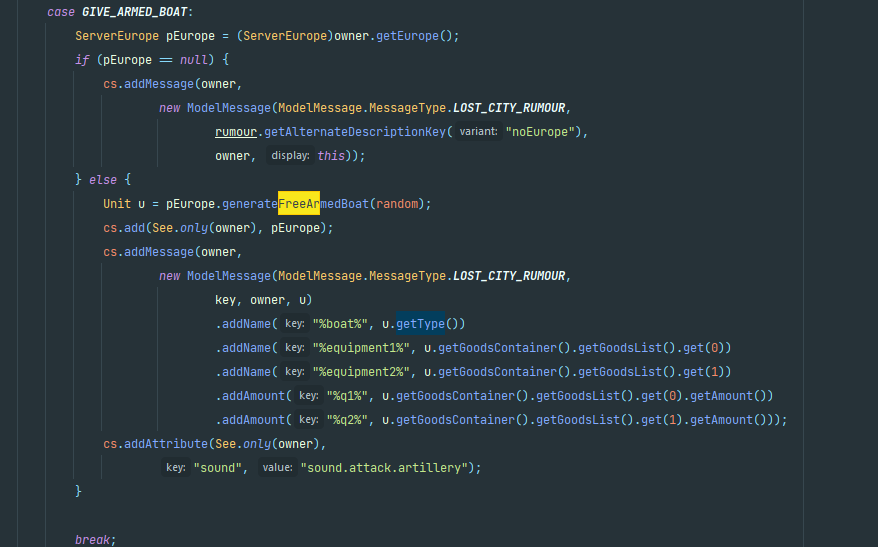 case GIVE_ARMED_BOAT:
ServerEurope pEurope = (ServerEurope)owner.getEurope();
if (pEurope == null) {
cs.addMessage(owner,
new ModelMessage(ModelMessage.MessageType.LOST_CITY_RUMOUR,
rumour.getAlternateDescriptionKey( variant: "noEurope"),
owner, display: this));
} else {
Unit u = pEurope.generateFreeArmedBoat(random);
cs.add(See.only(owner), pEurope);
cs.addMessage(owner,
new ModelMessage(ModelMessage.MessageType.LOST_CITY_RUMOUR,
key, owner, u)
.addName( key: "%boat%", u.getType())
.addName( key: "%equipment1%", u.getGoodsContainer().getGoodsList().get(0))
.addName( key: "%equipment2%", u.getGoodsContainer().getGoodsList().get(1))
.addAmount( key: "%q1%", u.getGoodsContainer().getGoodsList().get(0).getAmount())
.addAmount( key: "%q2%", u.getGoodsContainer().getGoodsList().get(1).getAmount()));
cs.addAttribute(See.only(owner),
key: "sound", value: "sound.attack.artillery");
}
break;